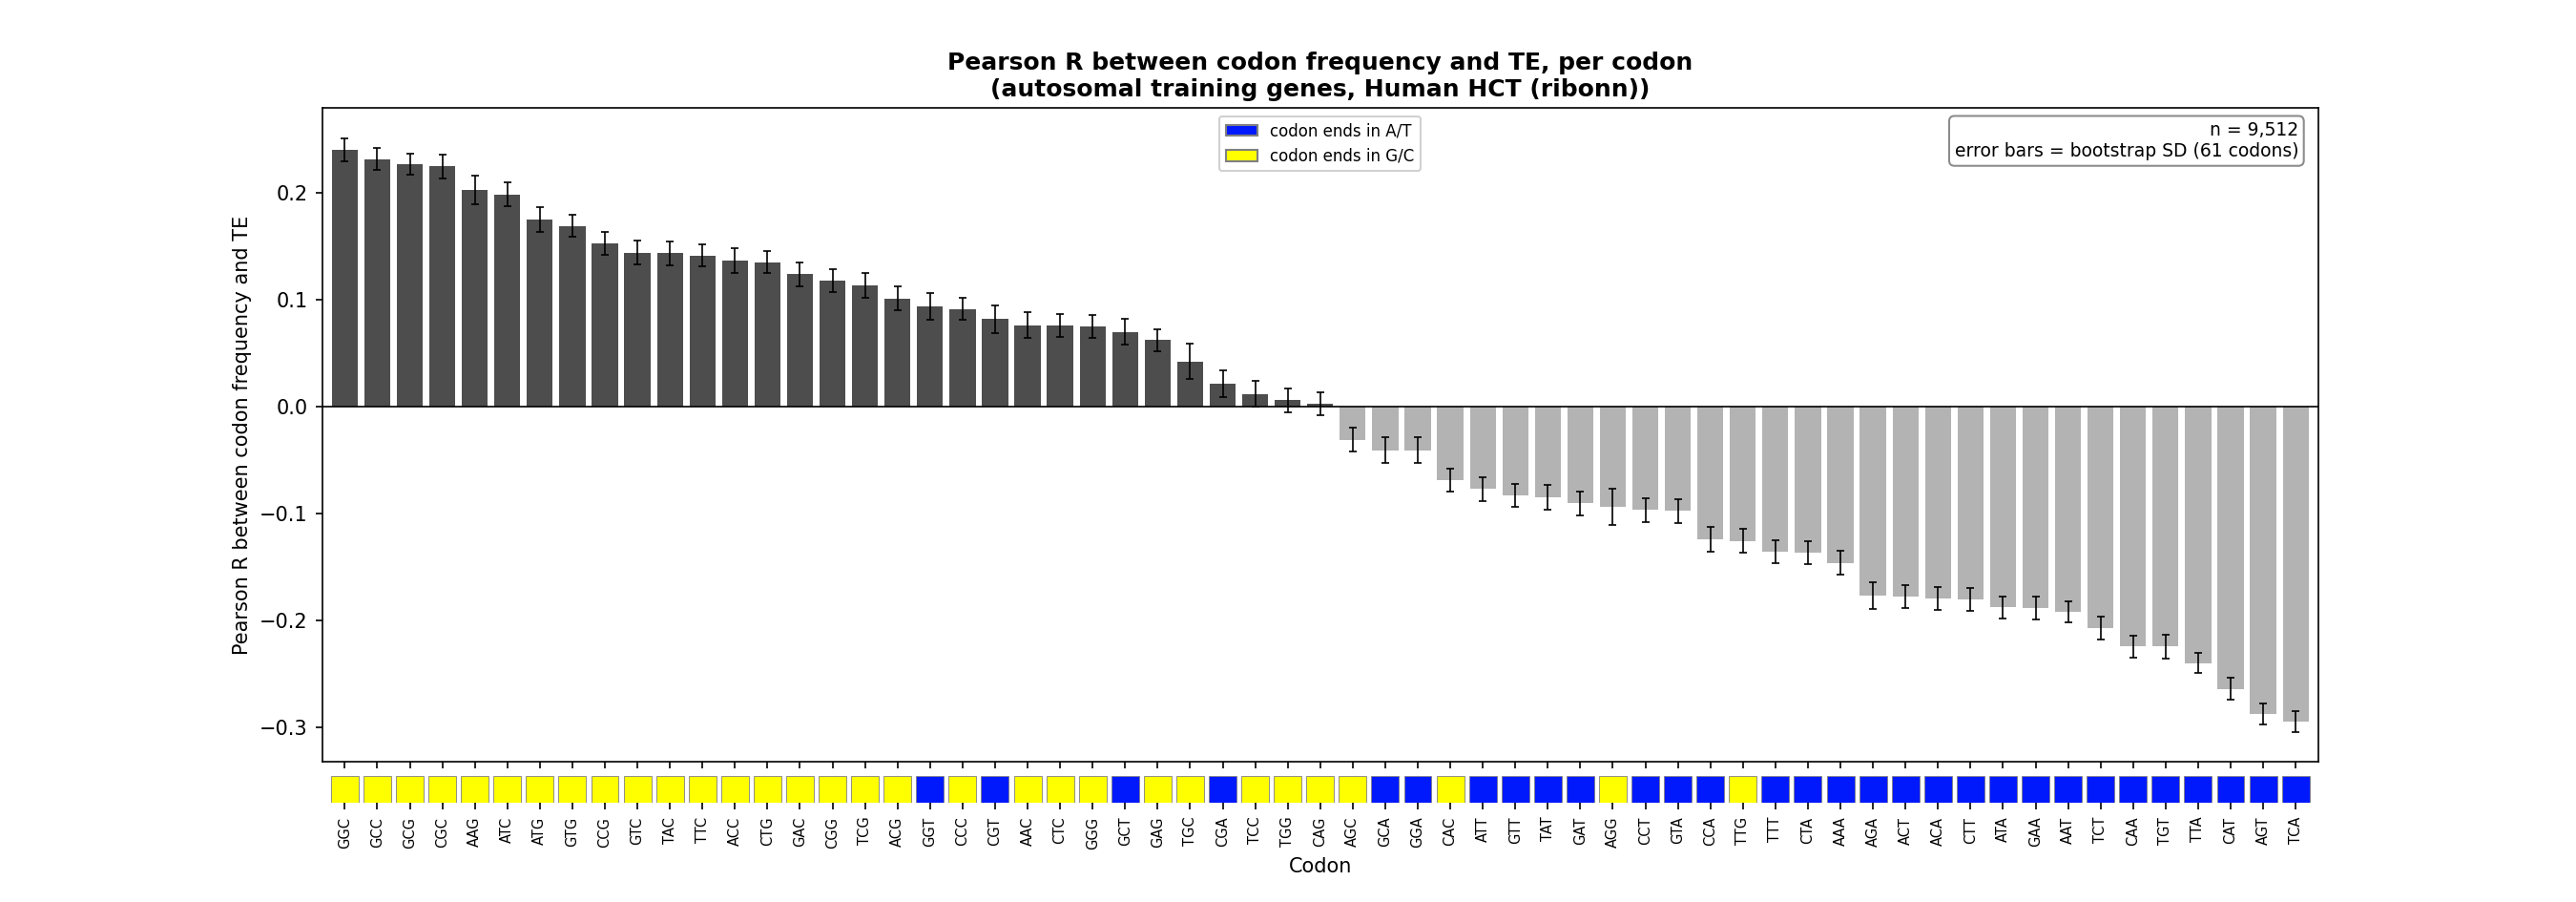 Pearson R between codon frequency and TE, per codon
(autosomal training genes, Human HCT (ribonn))
codon ends in A/T
codon ends in G/C
n = 9,512
error bars = bootstrap SD (61 codons)
Pearson R between codon frequency and TE
0.2
0.1
0.0
−0.1
−0.2
−0.3
GGC GCC GCG CGC AAG ATC ATG GTG CCG GTC TAC TTC ACC CTG GAC CGG TCG ACG GGT CCC CGT AAC CTC GGG GCT GAG TGC CGA TCC TGG CAG AGC GCA GGA CAC ATT GTT TAT GAT AGG CCT GTA CCA TTG TTT CTA AAA AGA ACT ACA CTT ATA GAA AAT TCT CAA TGT TTA CAT AGT TCA
Codon